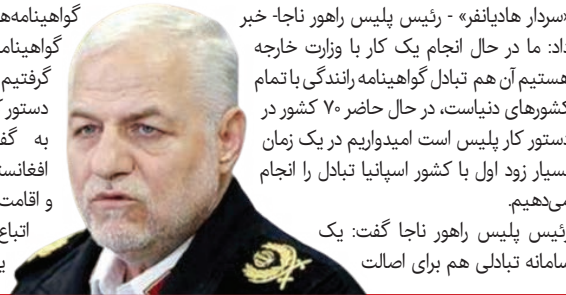 «سردار هادیانفر» - رئیس پلیس راهور ناجا- خبر
داد: ما در حال انجام یک کار با وزارت خارجه
هستیم آن هم تبادل گواهینامه رانندگی با تمام
کشورهای دنیاست، در حال حاضر ۷۰ کشور در
دستور کار پلیس است امیدواریم در یک زمان
بسیار زود اول با کشور اسپانیا تبادل را انجام
می‌دهیم.
رئیس پلیس راهور ناجا گفت: یک
سامانه تبادلی هم برای اصالت
گواهینامه‌ها
گرفتیم
دستور
به
و اقامت
اتباع